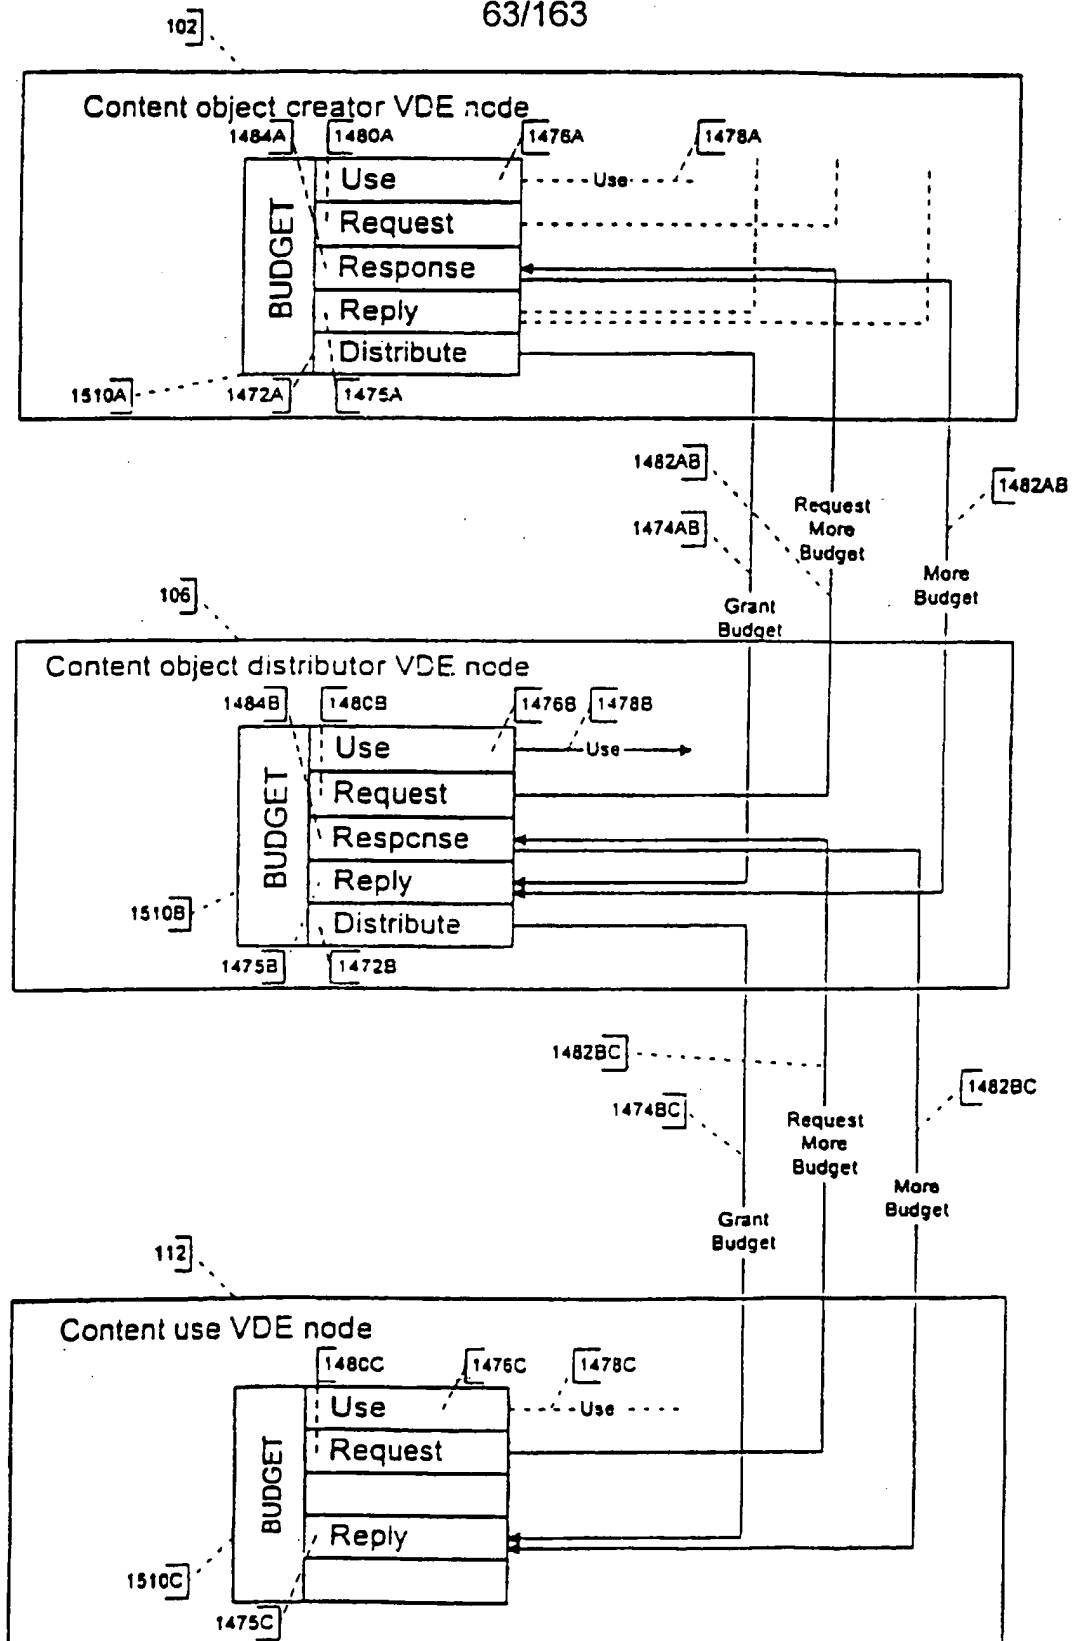 63/163
102
Content object creator VDE node
1484A
1480A
1476A
1478A
BUDGET
Use
Use
Request
Response
Reply
Distribute
1510A
1472A
1475A
1482AB
1482AB
Request
More
Budget
1474AB
More
Budget
Grant
Budget
106
Content object distributor VDE node
1484B
1480B
1476B
1478B
BUDGET
Use
Use
Request
Response
Reply
Distribute
1510B
1475B
1472B
1482BC
1482BC
1474BC
Request
More
Budget
More
Budget
Grant
Budget
112
Content use VDE node
1480C
1476C
1478C
BUDGET
Use
Use
Request
Reply
1510C
1475C